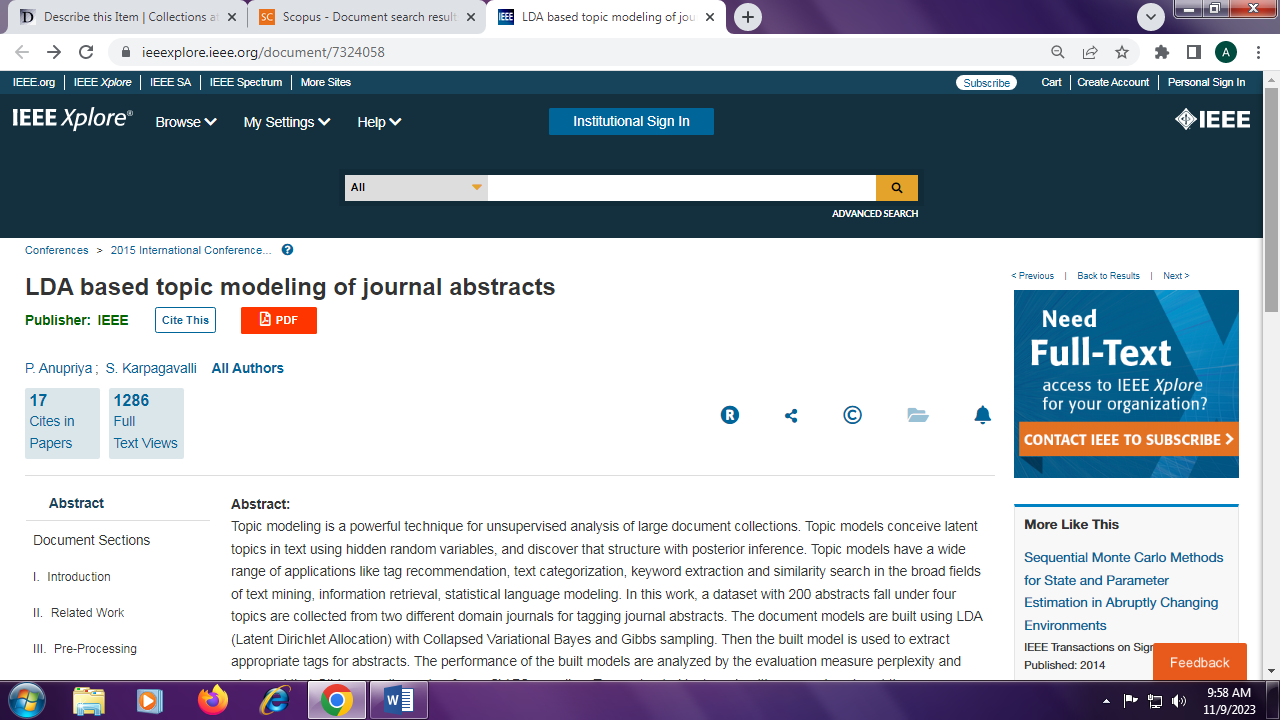 Describe this Item | Collections at
SC Scopus - Document search result
IEEE LDA based topic modeling of jou
ieeexplore.ieee.org/document/7324058
A
IEEE.org IEEE Xplore IEEE SA IEEE Spectrum More Sites
Subscribe Cart Create Account Personal Sign In
IEEE Xplore® Browse My Settings Help Institutional Sign In IEEE
All
ADVANCED SEARCH
Conferences > 2015 International Conference... ?
LDA based topic modeling of journal abstracts
Publisher: IEEE Cite This PDF
P. Anupriya ; S. Karpagavalli All Authors
17
Cites in
Papers
1286
Full
Text Views
R ©
Abstract
Document Sections
I. Introduction
II. Related Work
III. Pre-Processing
Abstract:
Topic modeling is a powerful technique for unsupervised analysis of large document collections. Topic models conceive latent
topics in text using hidden random variables, and discover that structure with posterior inference. Topic models have a wide
range of applications like tag recommendation, text categorization, keyword extraction and similarity search in the broad fields
of text mining, information retrieval, statistical language modeling. In this work, a dataset with 200 abstracts fall under four
topics are collected from two different domain journals for tagging journal abstracts. The document models are built using LDA
(Latent Dirichlet Allocation) with Collapsed Variational Bayes and Gibbs sampling. Then the built model is used to extract
appropriate tags for abstracts. The performance of the built models are analyzed by the evaluation measure perplexity and
< Previous | Back to Results | Next >
Need
Full-Text
access to IEEE Xplore
for your organization?
CONTACT IEEE TO SUBSCRIBE >
More Like This
Sequential Monte Carlo Methods
for State and Parameter
Estimation in Abruptly Changing
Environments
IEEE Transactions on Sign
Published: 2014
Feedback
9:58 AM
11/9/2023